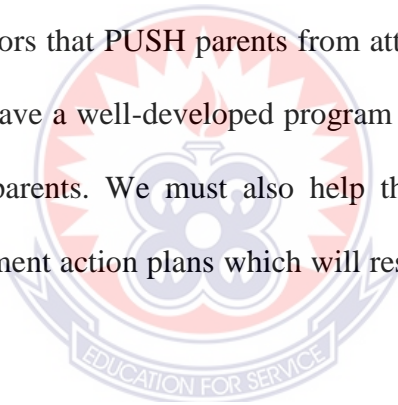 ors that PUSH parents from att
ave a well-developed program
parents. We must also help th
ment action plans which will res
EDUCATION FOR SERVICE